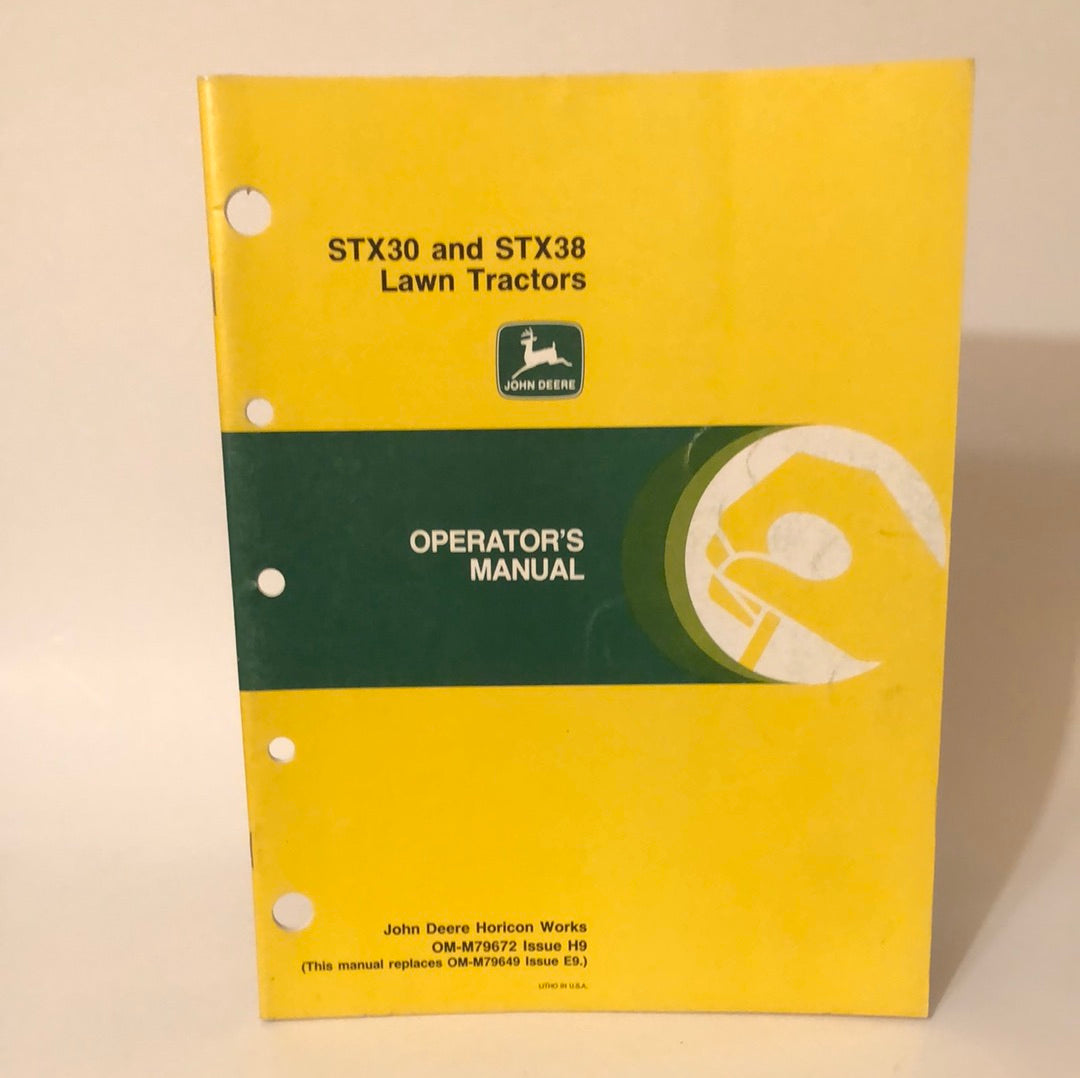 STX30 and STX38
Lawn Tractors
JOHN DEERE
OPERATOR'S
MANUAL
John Deere Horicon Works
OM-M79672 Issue H9
(This manual replaces OM-M79649 Issue E9.)
LITHO IN U.S.A.